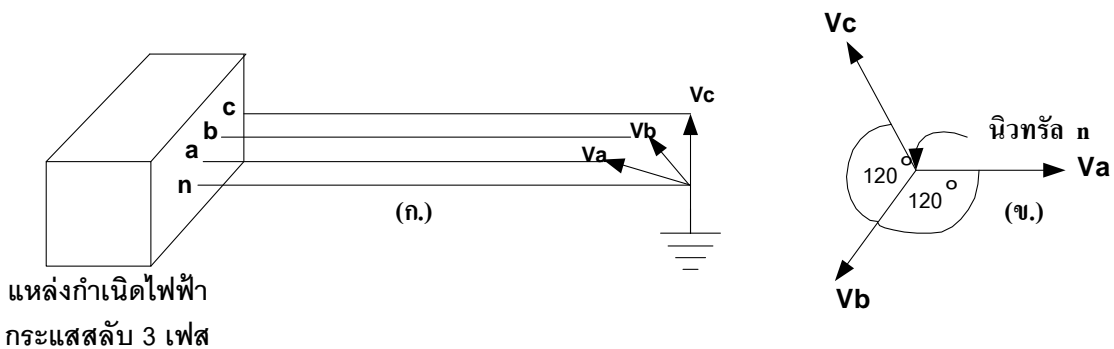 c
b
a
n
Vc
Vb
Va
(ก.)
แหล่งกำเนิดไฟฟ้า
กระแสสลับ 3 เฟส
Vc
นิวทรัล n
Va
120°
120°
(ข.)
Vb